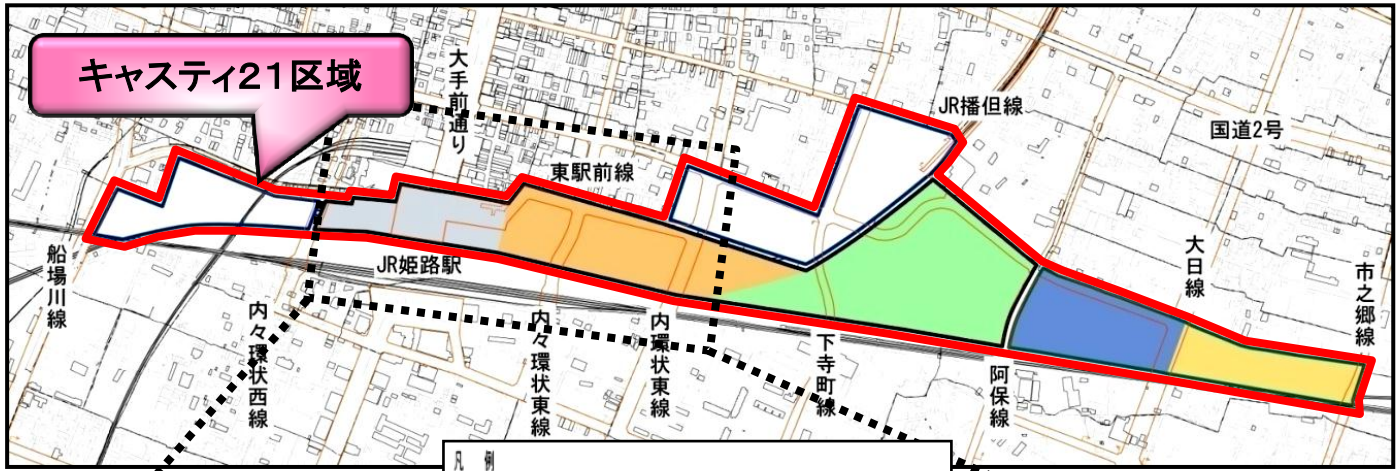 キャスティ21区域
大手前通り
JR播但線
国道2号
東駅前線
船場川線
JR姫路駅
内々環状西線
内々環状東線
内環状東線
下寺町線
阿保線
大日線
市之郷線
凡 例